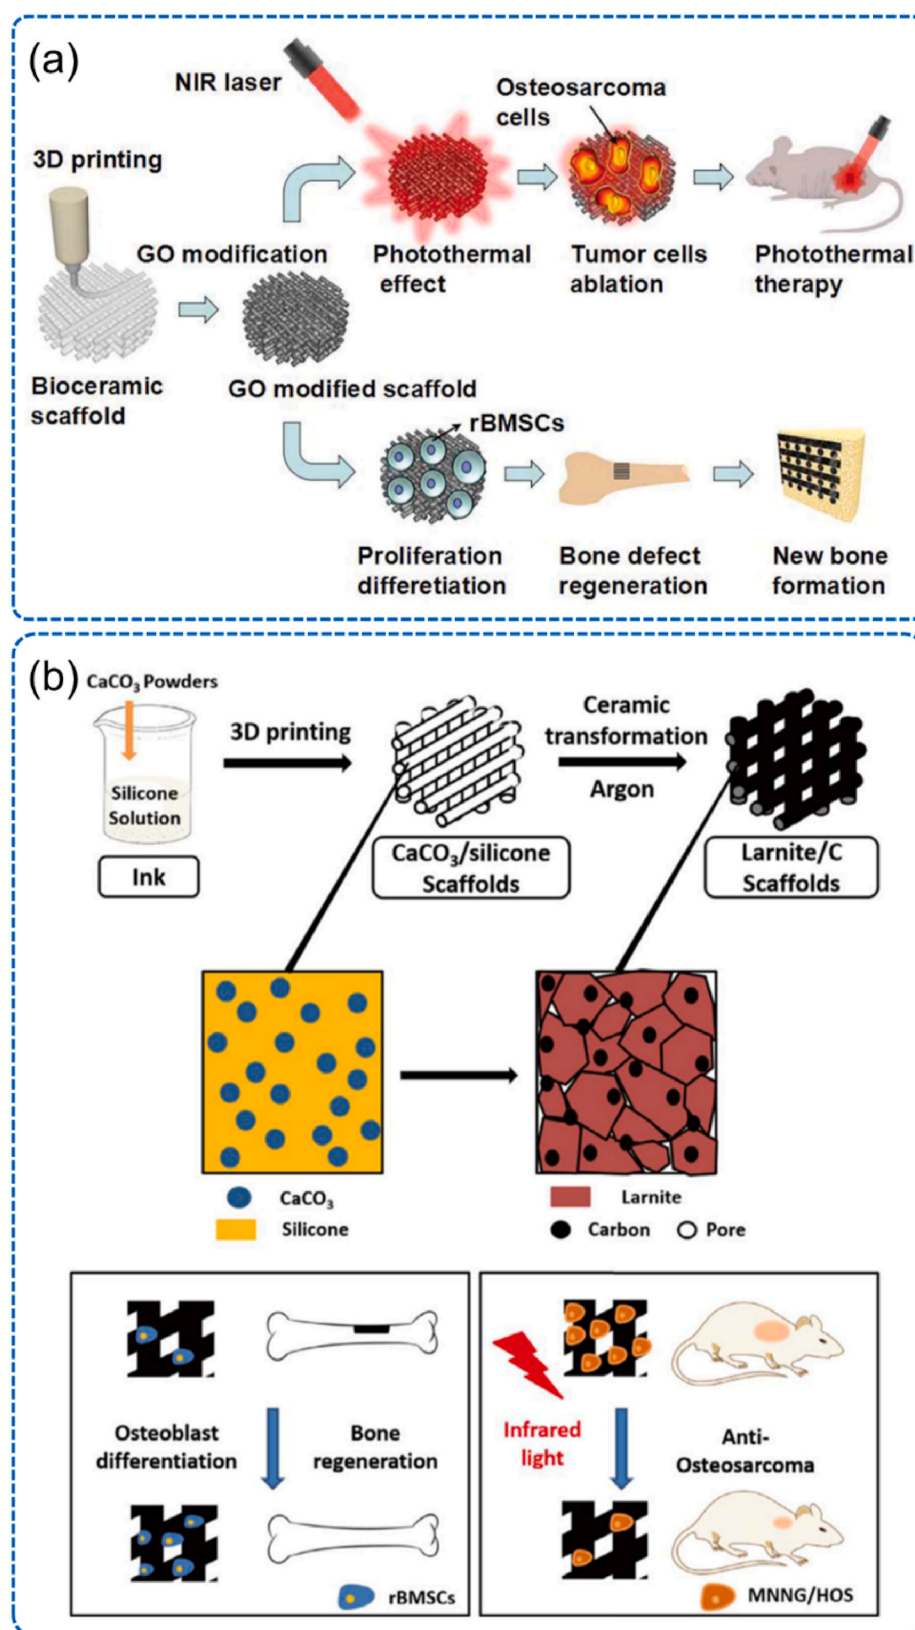 (a)
NIR laser
Osteosarcoma
cells
3D printing
GO modification
Photothermal
effect
Tumor cells
ablation
Photothermal
therapy
Bioceramic
scaffold
GO modified scaffold
rBMSCs
Proliferation
differetiation
Bone defect
regeneration
New bone
formation
(b)
CaCO₃ Powders
Silicone
Solution
Ink
3D printing
CaCO₃/silicone
Scaffolds
Ceramic
transformation
Argon
Larnite/C
Scaffolds
CaCO₃
Silicone
Larnite
Carbon
Pore
Osteoblast
differentiation
Bone
regeneration
rBMSCs
Infrared
light
Anti-
Osteosarcoma
MNNG/HOS